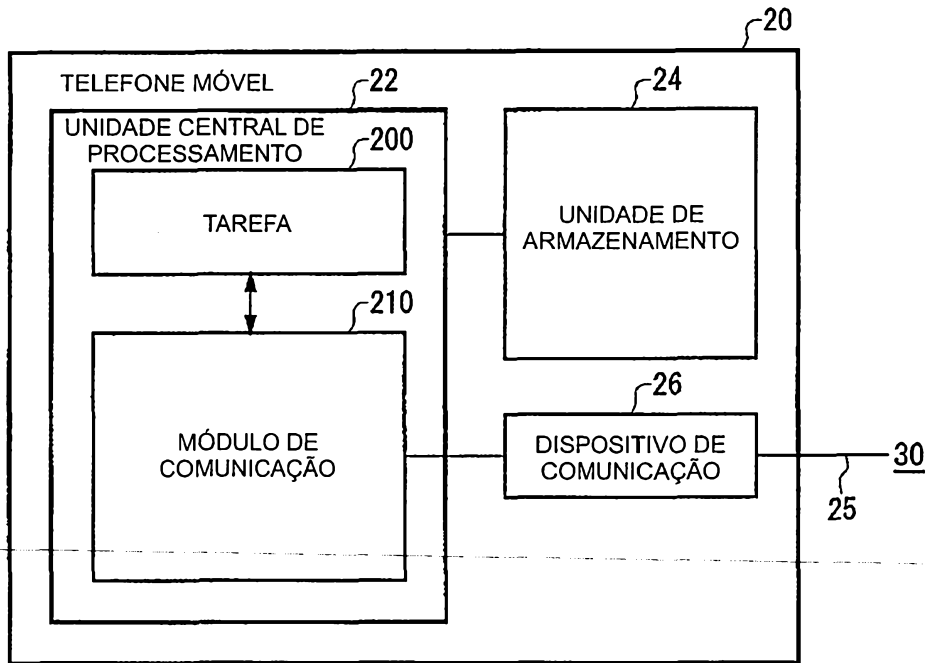 20
TELEFONE MÓVEL
22
24
UNIDADE CENTRAL DE
PROCESSAMENTO
200
TAREFA
UNIDADE DE
ARMAZENAMENTO
210
26
MÓDULO DE
COMUNICAÇÃO
DISPOSITIVO DE
COMUNICAÇÃO
30
25